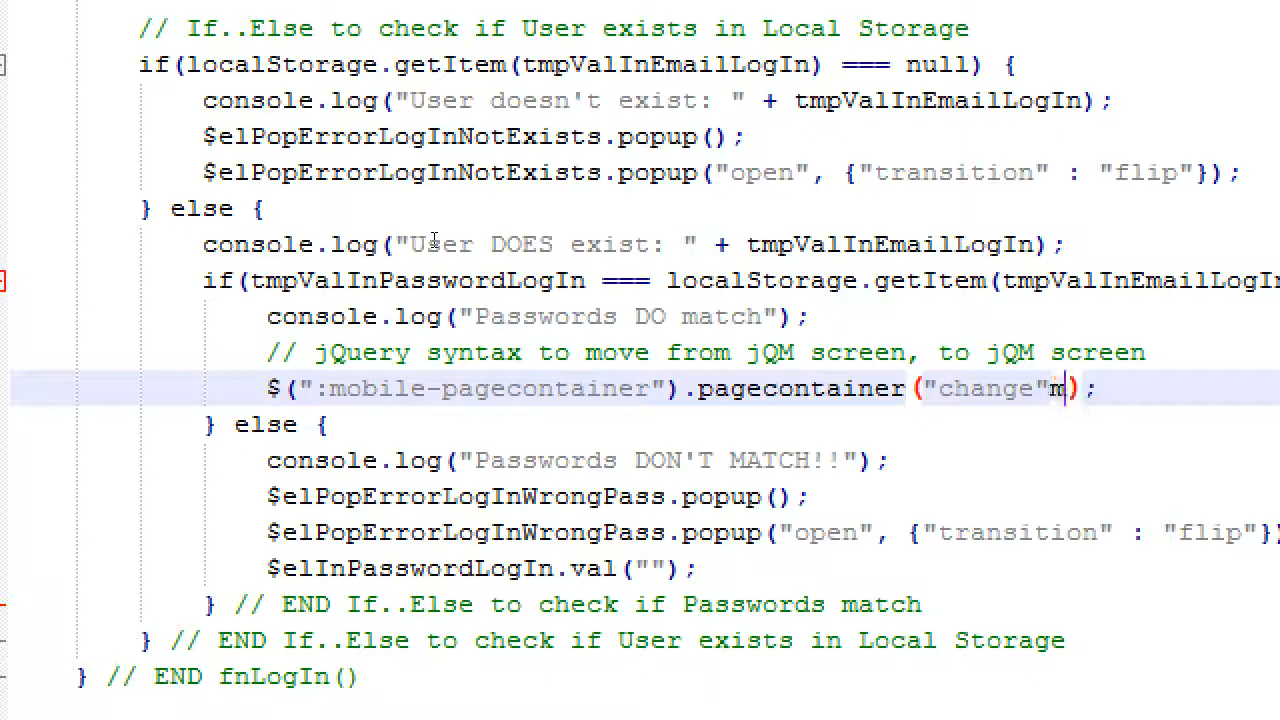 // If..Else to check if User exists in Local Storage
if(localStorage.getItem(tmpValInEmailLogIn) === null) {
console.log("User doesn't exist: " + tmpValInEmailLogIn);
$elPopErrorLogInNotExists.popup();
$elPopErrorLogInNotExists.popup("open", {"transition" : "flip"});
} else {
console.log("User DOES exist: " + tmpValInEmailLogIn);
if(tmpValInPasswordLogIn === localStorage.getItem(tmpValInEmailLogIn
console.log("Passwords DO match");
// jQuery syntax to move from jQM screen, to jQM screen
$(":mobile-pagecontainer").pagecontainer("change"m);
} else {
console.log("Passwords DON'T MATCH!!");
$elPopErrorLogInWrongPass.popup();
$elPopErrorLogInWrongPass.popup("open", {"transition" : "flip"})
$elInPasswordLogIn.val("");
} // END If..Else to check if Passwords match
} // END If..Else to check if User exists in Local Storage
} // END fnLogIn()